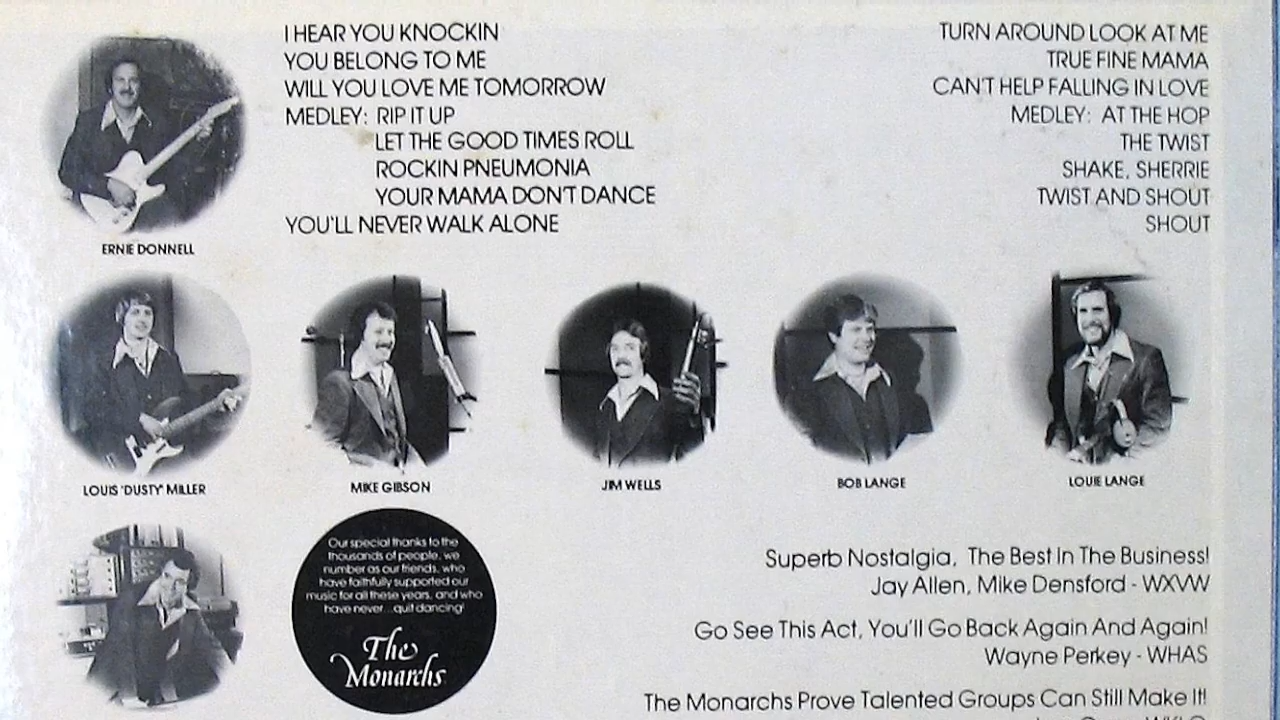 I HEAR YOU KNOCKIN
YOU BELONG TO ME
WILL YOU LOVE ME TOMORROW
MEDLEY: RIP IT UP
LET THE GOOD TIMES ROLL
ROCKIN PNEUMONIA
YOUR MAMA DON'T DANCE
YOU'LL NEVER WALK ALONE
TURN AROUND LOOK AT ME
TRUE FINE MAMA
CAN'T HELP FALLING IN LOVE
MEDLEY: AT THE HOP
THE TWIST
SHAKE, SHERRIE
TWIST AND SHOUT
SHOUT
ERNIE DONNELL
LOUIS "DUSTY" MILLER
MIKE GIBSON
JIM WELLS
BOB LANGE
LOUIE LANGE
Our special thanks to the
thousands of people, we
number as our friends, who
have faithfully supported our
music for all these years, and who
have never...quit dancing!
The
Monarchs
Superb Nostalgia, The Best In The Business!
Jay Allen, Mike Densford - WXVW
Go See This Act, You'll Go Back Again And Again!
Wayne Perkey - WHAS
The Monarchs Prove Talented Groups Can Still Make It!